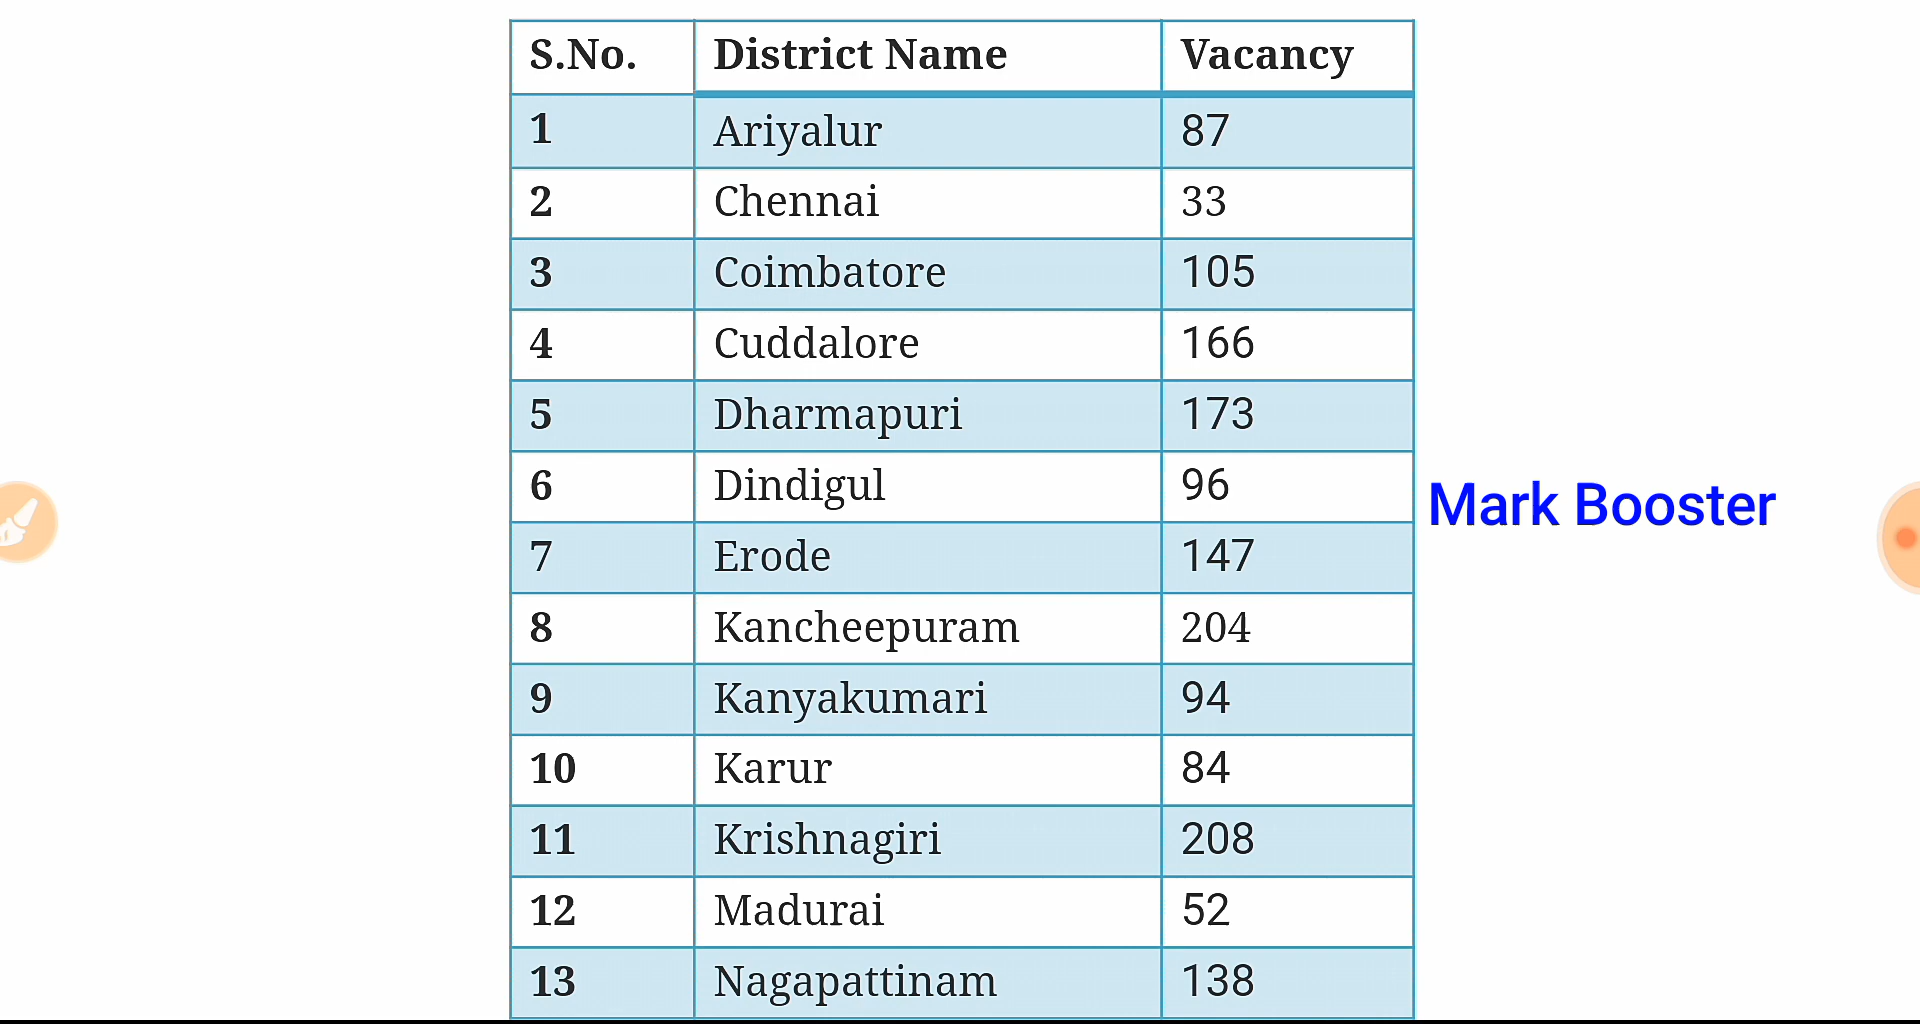 S.No. District Name Vacancy
1 Ariyalur 87
2 Chennai 33
3 Coimbatore 105
4 Cuddalore 166
5 Dharmapuri 173
6 Dindigul 96
7 Erode 147
8 Kancheepuram 204
9 Kanyakumari 94
10 Karur 84
11 Krishnagiri 208
12 Madurai 52
13 Nagapattinam 138
Mark Booster